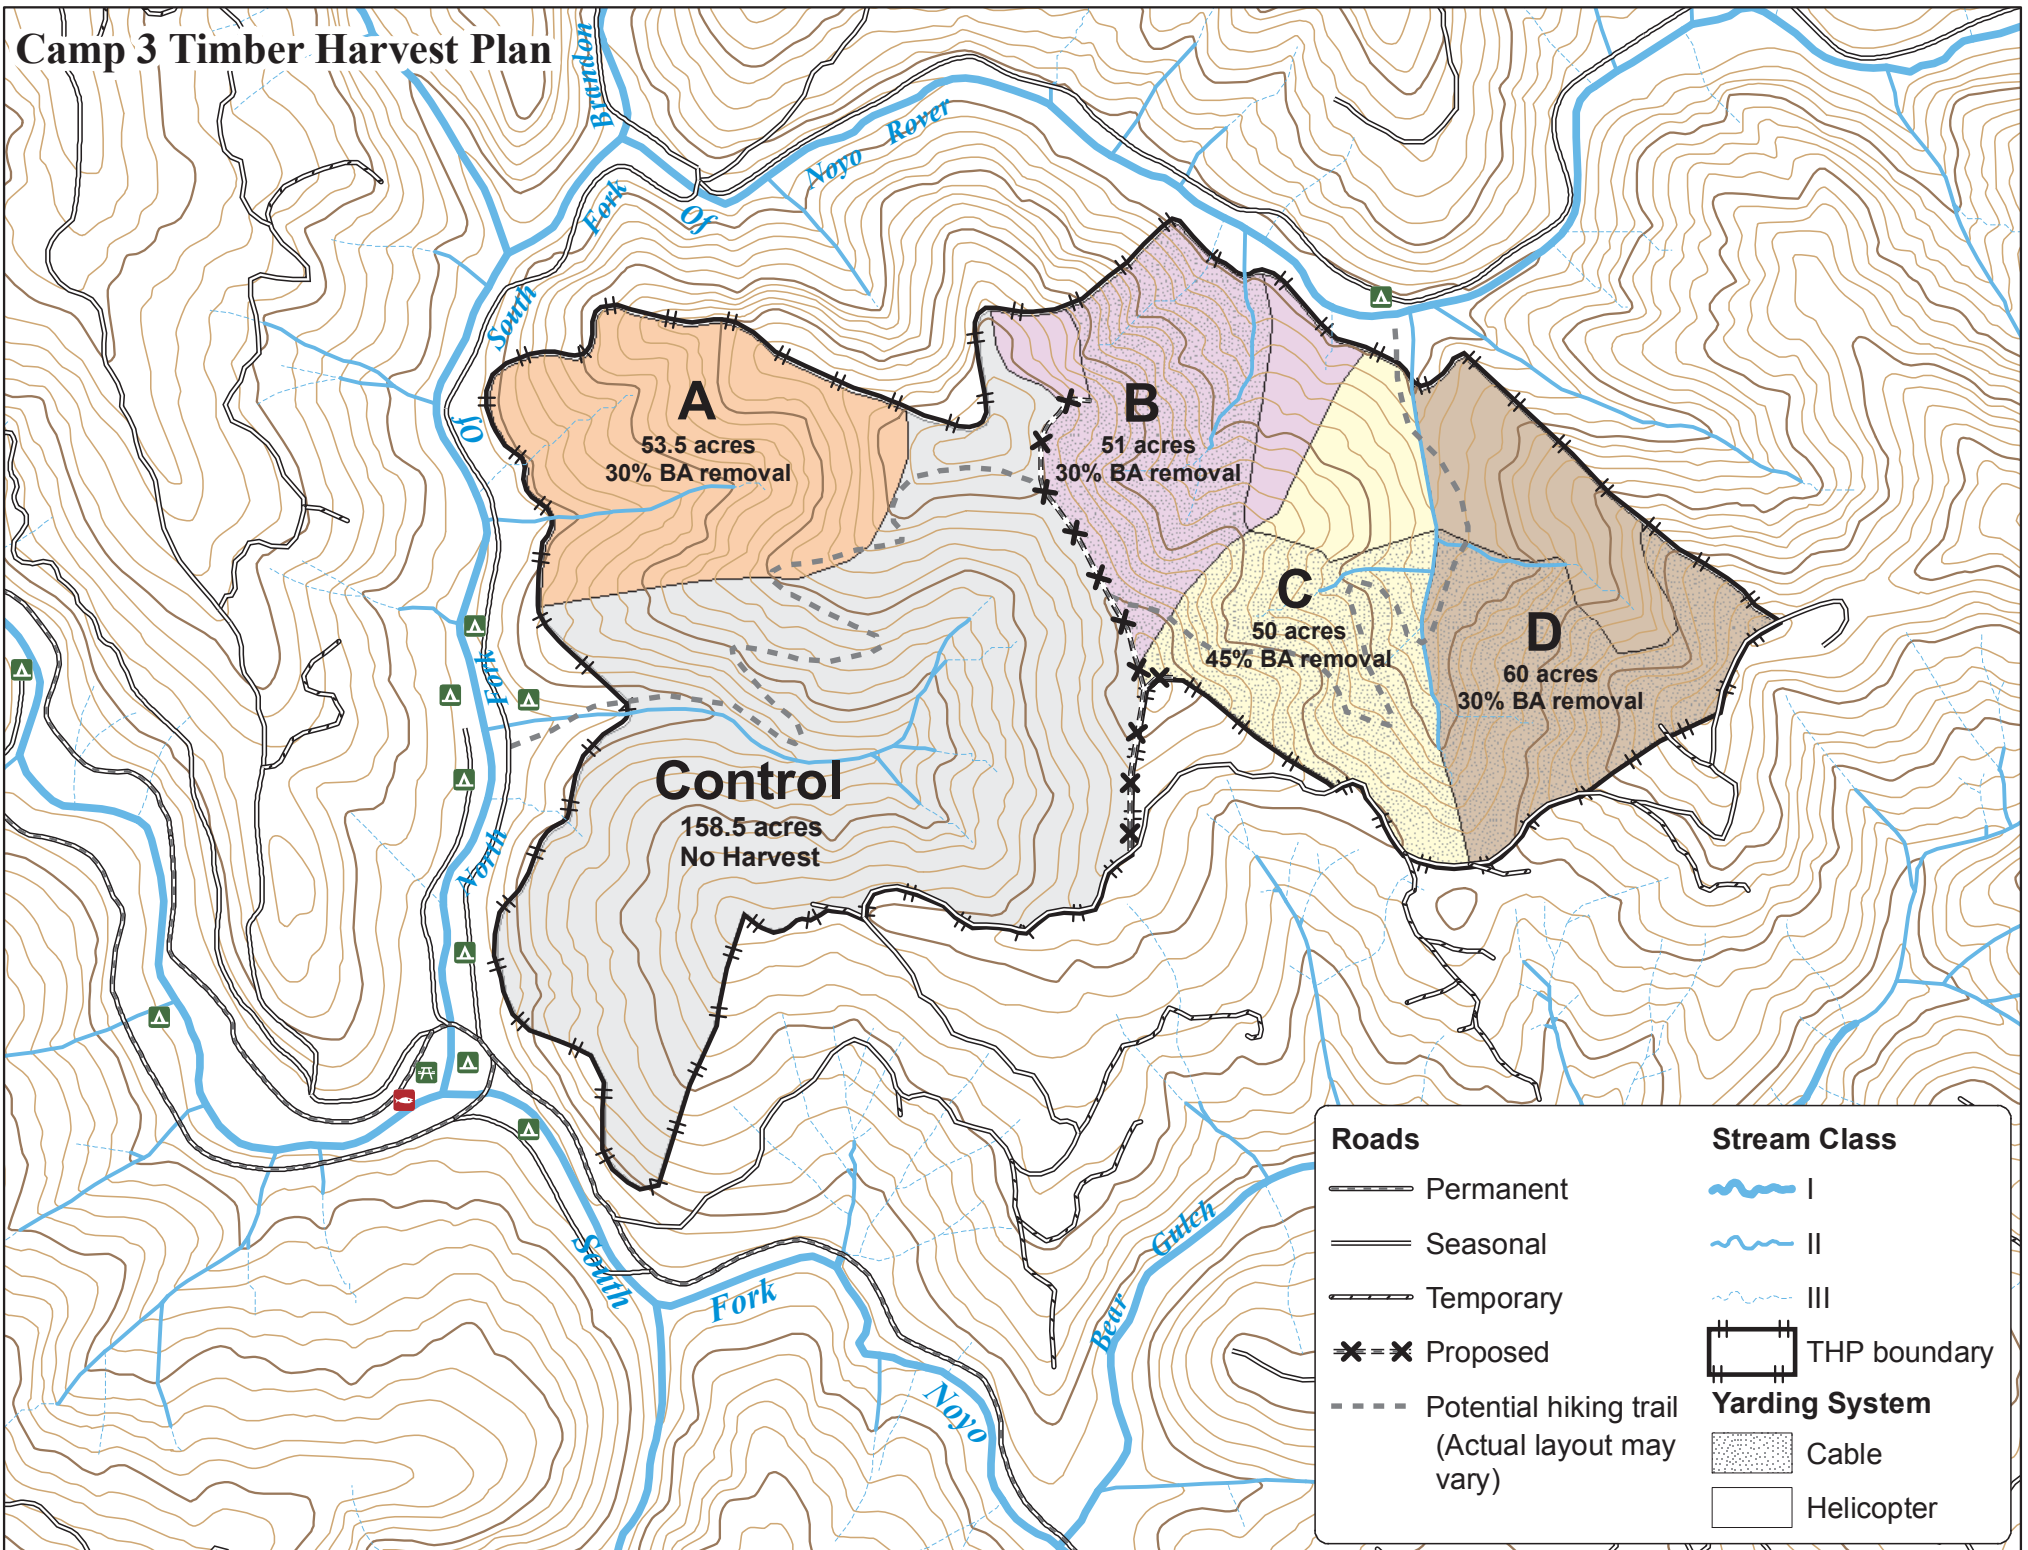 Camp 3 Timber Harvest Plan
Brandon
Noyo Rover
Fork
Of
South
Of
Fork
North
A
53.5 acres
30% BA removal
B
51 acres
30% BA removal
C
50 acres
45% BA removal
D
60 acres
30% BA removal
Control
158.5 acres
No Harvest
South
Fork
Noyo
Bear
Gulch
Roads
Permanent
Seasonal
Temporary
Proposed
Potential hiking trail
(Actual layout may
vary)
Stream Class
I
II
III
THP boundary
Yarding System
Cable
Helicopter